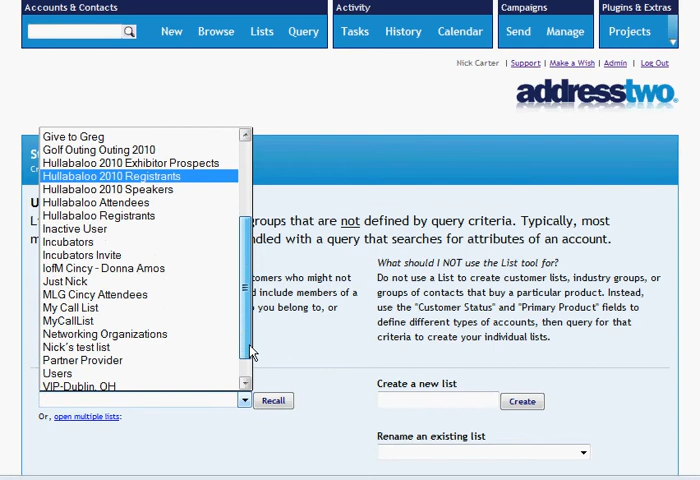 Accounts & Contacts
Activity
Campaigns
Plugins & Extras
New Browse Lists Query
Tasks History Calendar
Send Manage
Projects
Nick Carter | Support | Make a Wish | Admin | Log Out
addresstwo
Give to Greg
Golf Outing Outing 2010
Hullabaloo 2010 Exhibitor Prospects
Hullabaloo 2010 Registrants
Hullabaloo 2010 Speakers
Hullabaloo Attendees
Hullabaloo Registrants
Inactive User
Incubators
Incubators Invite
IofM Cincy - Donna Amos
Just Nick
MLG Cincy Attendees
My Call List
MyCallList
Networking Organizations
Nick's test list
Partner Provider
Users
VIP-Dublin, OH
groups that are not defined by query criteria. Typically, most
ndled with a query that searches for attributes of an account.
tomers who might not
d include members of a
you belong to, or
What should I NOT use the List tool for?
Do not use a List to create customer lists, industry groups, or
groups of contacts that buy a particular product. Instead,
use the "Customer Status" and "Primary Product" fields to
define different types of accounts, then query for that
criteria to create your individual lists.
Recall
Or, open multiple lists:
Create a new list
Create
Rename an existing list